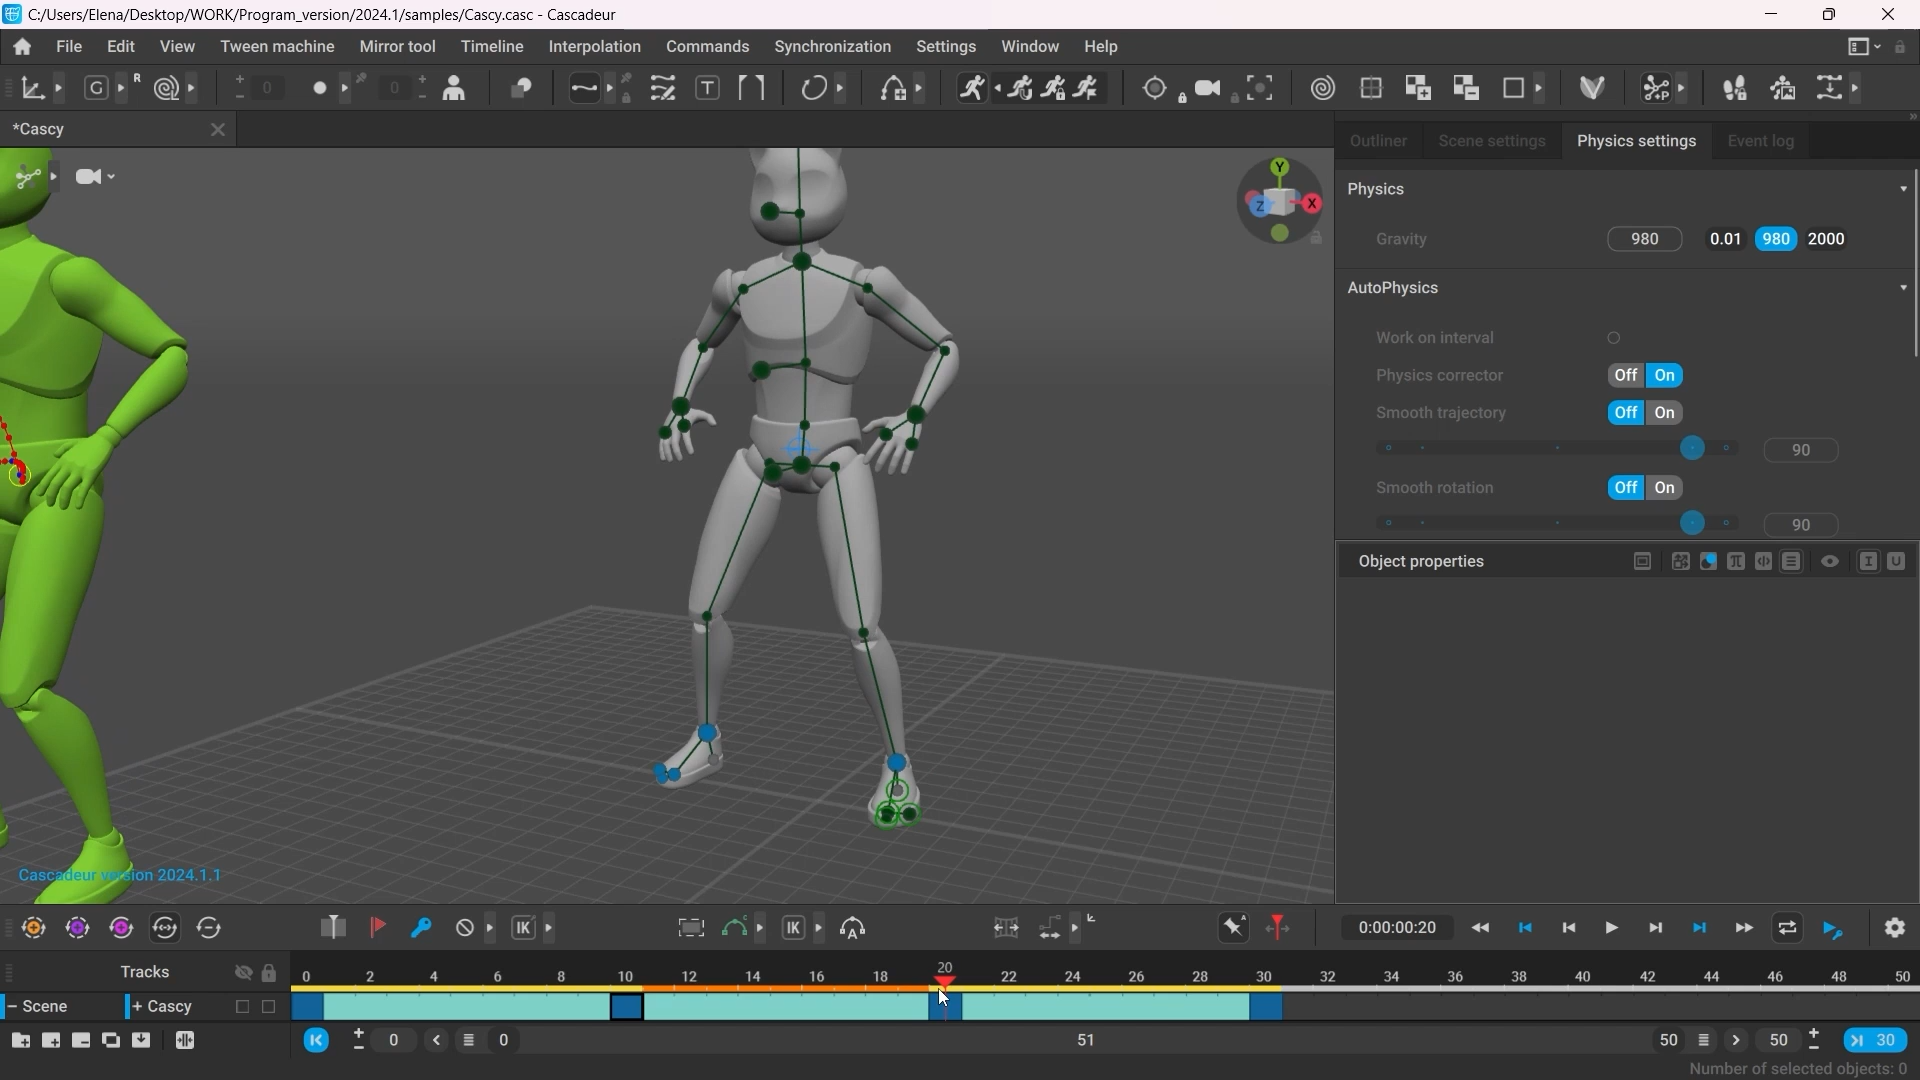 C:/Users/Elena/Desktop/WORK/Program_version/2024.1/samples/Cascy.casc - Cascadeur
File Edit View Tween machine Mirror tool Timeline Interpolation Commands Synchronization Settings Window Help
G R 0 0 T P
*Cascy
Outliner Scene settings Physics settings Event log
Y
X
Z
Physics
Gravity 980 0.01 980 2000
AutoPhysics
Work on interval
Physics corrector Off On
Smooth trajectory Off On
90
Smooth rotation Off On
90
Object properties
Cascadeur version 2024.1.1
IK IK 0:00:00:20
Tracks 0 2 4 6 8 10 12 14 16 18 20 22 24 26 28 30 32 34 36 38 40 42 44 46 48 50
Scene Cascy
0 0 51 50 50 30
Number of selected objects: 0